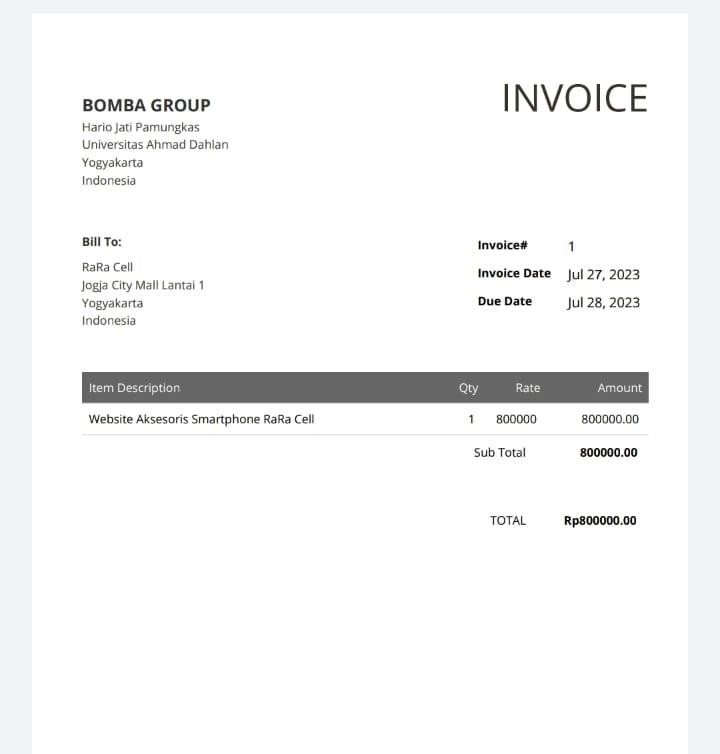 INVOICE
BOMBA GROUP
Hario Jati Pamungkas
Universitas Ahmad Dahlan
Yogyakarta
Indonesia
Bill To:
RaRa Cell
Jogja City Mall Lantai 1
Yogyakarta
Indonesia
Invoice# 1
Invoice Date Jul 27, 2023
Due Date Jul 28, 2023
Item Description Qty Rate Amount
Website Aksesoris Smartphone RaRa Cell 1 800000 800000.00
Sub Total 800000.00
TOTAL Rp800000.00